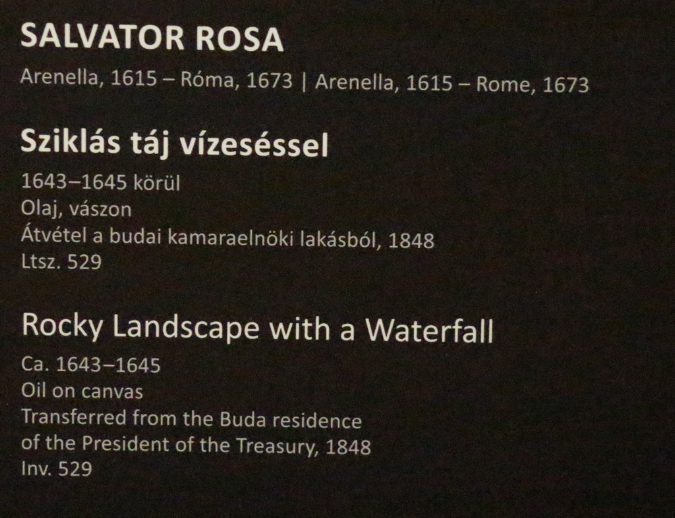 SALVATOR ROSA
Arenella, 1615 – Róma, 1673 | Arenella, 1615 – Rome, 1673
Sziklás táj vízeséssel
1643–1645 körül
Olaj, vászon
Átvétel a budai kamaraelnöki lakásból, 1848
Ltsz. 529
Rocky Landscape with a Waterfall
Ca. 1643–1645
Oil on canvas
Transferred from the Buda residence
of the President of the Treasury, 1848
Inv. 529